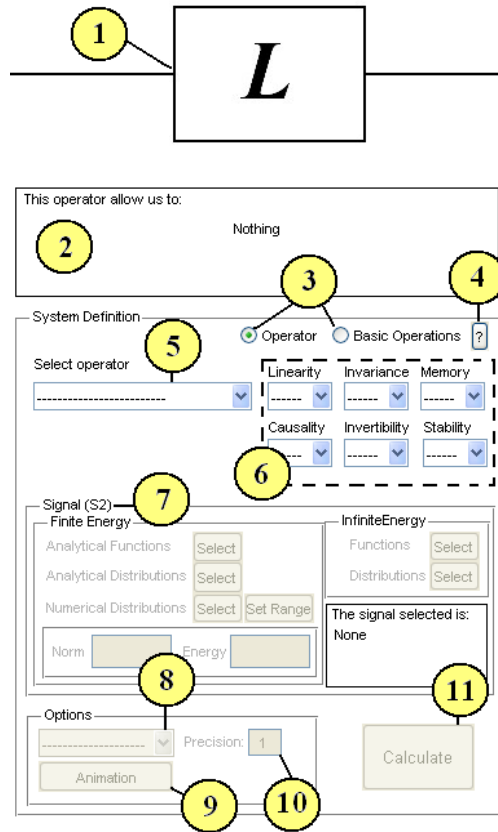 1
L
This operator allow us to:
Nothing
2
3
4
System Definition
Operator
Basic Operations
?
5
Select operator
-------------------------
Linearity Invariance Memory
------ ------ ------
Causality Invertibility Stability
----- ------ ------
6
Signal (S2)
7
Finite Energy
InfiniteEnergy
Analytical Functions Select
Functions Select
Analytical Distributions Select
Distributions Select
Numerical Distributions Select Set Range
The signal selected is:
None
Norm Energy
8
11
Options
-------------------- Precision: 1
Calculate
Animation
9
10